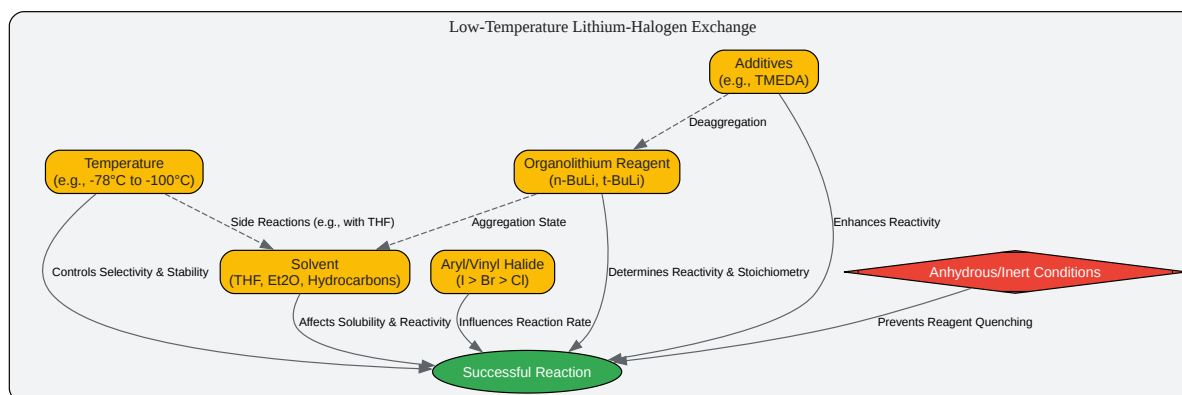 Low-Temperature Lithium-Halogen Exchange
Additives
(e.g., TMEDA)
Deaggregation
Temperature
(e.g., -78°C to -100°C)
Organolithium Reagent
(n-BuLi, t-BuLi)
Side Reactions (e.g., with THF)
Aggregation State
Enhances Reactivity
Controls Selectivity & Stability
Solvent
(THF, Et2O, Hydrocarbons)
Aryl/Vinyl Halide
(I > Br > Cl)
Determines Reactivity & Stoichiometry
Anhydrous/Inert Conditions
Affects Solubility & Reactivity
Influences Reaction Rate
Prevents Reagent Quenching
Successful Reaction